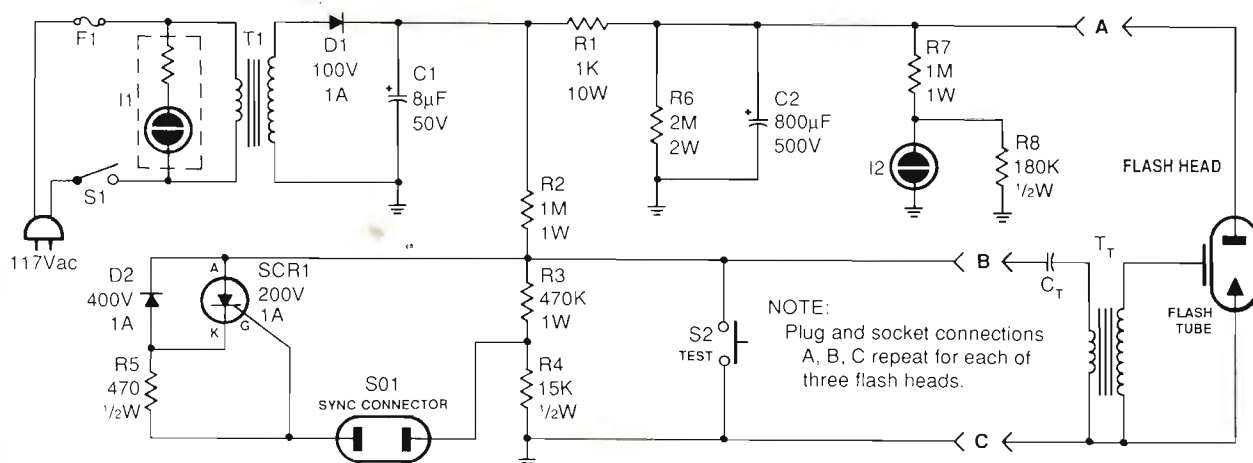 F1
I1
S1
117Vac
T1
D1
100V
1A
C1
8µF
50V
+
R1
1K
10W
R6
2M
2W
C2
800µF
500V
+
R7
1M
1W
I2
R8
180K
1/2W
A
FLASH HEAD
R2
1M
1W
D2
400V
1A
A
K
G
SCR1
200V
1A
R5
470
1/2W
S01
SYNC CONNECTOR
R3
470K
1W
R4
15K
1/2W
S2
TEST
B
NOTE:
Plug and socket connections
A, B, C repeat for each of
three flash heads.
C
CT
TT
FLASH
TUBE